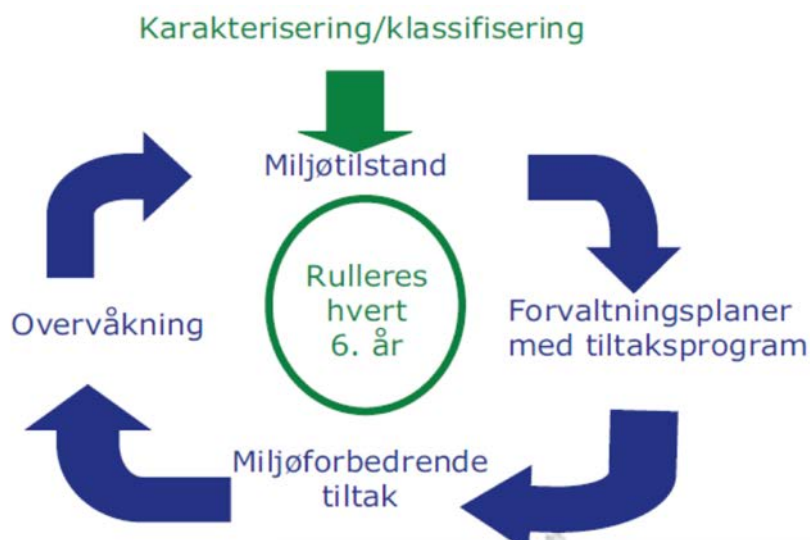 Karakterisering/klassifisering
Miljøtilstand
Rulleres
hvert
6. år
Forvaltningsplaner
med tiltaksprogram
Miljøforbedrende
tiltak
Overvåkning